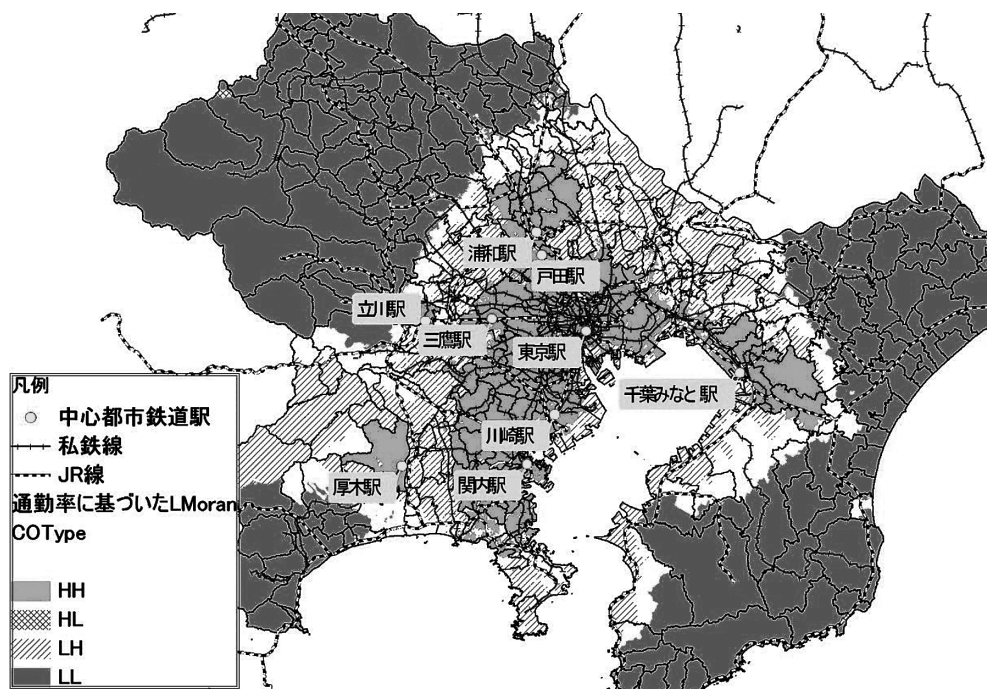 浦和駅
戸田駅
立川駅
三鷹駅
東京駅
千葉みなと駅
川崎駅
厚木駅
関内駅
凡例
中心都市鉄道駅
私鉄線
JR線
通勤率に基づいたLMoran
COType
HH
HL
LH
LL